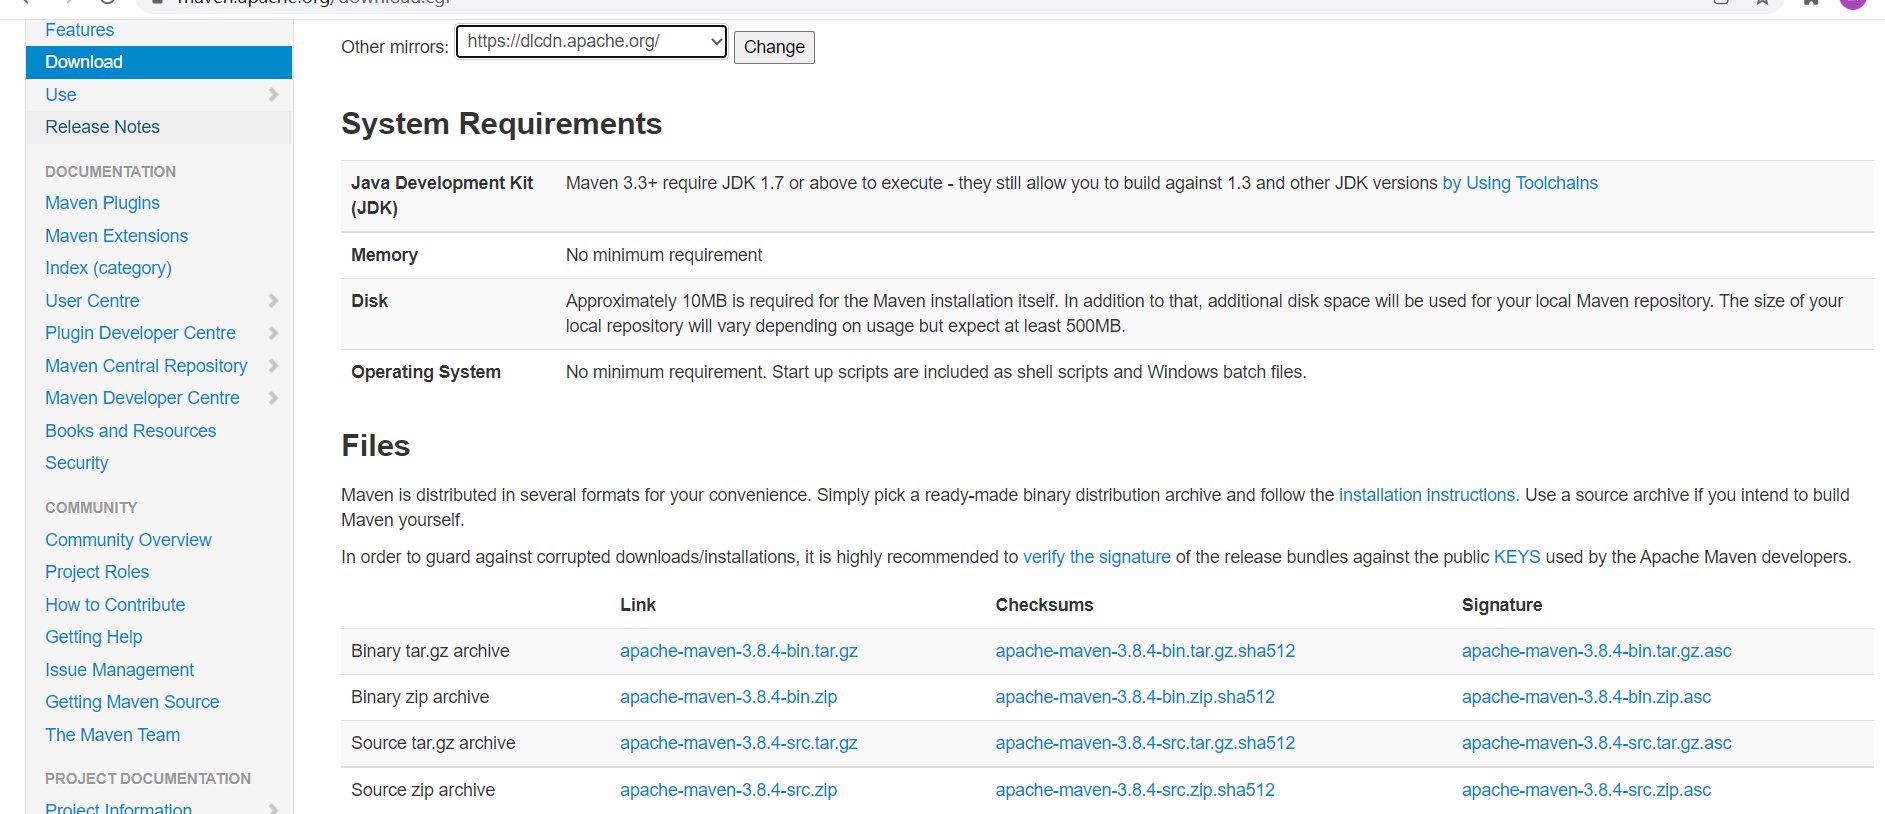 maven.apache.org/download.cgi
Features
Download
Use
Release Notes
DOCUMENTATION
Maven Plugins
Maven Extensions
Index (category)
User Centre
Plugin Developer Centre
Maven Central Repository
Maven Developer Centre
Books and Resources
Security
COMMUNITY
Community Overview
Project Roles
How to Contribute
Getting Help
Issue Management
Getting Maven Source
The Maven Team
PROJECT DOCUMENTATION
Project Information
Other mirrors: https://dlcdn.apache.org/ Change
System Requirements
Java Development Kit Maven 3.3+ require JDK 1.7 or above to execute - they still allow you to build against 1.3 and other JDK versions by Using Toolchains
(JDK)
Memory No minimum requirement
Disk Approximately 10MB is required for the Maven installation itself. In addition to that, additional disk space will be used for your local Maven repository. The size of your
local repository will vary depending on usage but expect at least 500MB.
Operating System No minimum requirement. Start up scripts are included as shell scripts and Windows batch files.
Files
Maven is distributed in several formats for your convenience. Simply pick a ready-made binary distribution archive and follow the installation instructions. Use a source archive if you intend to build
Maven yourself.
In order to guard against corrupted downloads/installations, it is highly recommended to verify the signature of the release bundles against the public KEYS used by the Apache Maven developers.
Link Checksums Signature
Binary tar.gz archive apache-maven-3.8.4-bin.tar.gz apache-maven-3.8.4-bin.tar.gz.sha512 apache-maven-3.8.4-bin.tar.gz.asc
Binary zip archive apache-maven-3.8.4-bin.zip apache-maven-3.8.4-bin.zip.sha512 apache-maven-3.8.4-bin.zip.asc
Source tar.gz archive apache-maven-3.8.4-src.tar.gz apache-maven-3.8.4-src.tar.gz.sha512 apache-maven-3.8.4-src.tar.gz.asc
Source zip archive apache-maven-3.8.4-src.zip apache-maven-3.8.4-src.zip.sha512 apache-maven-3.8.4-src.zip.asc